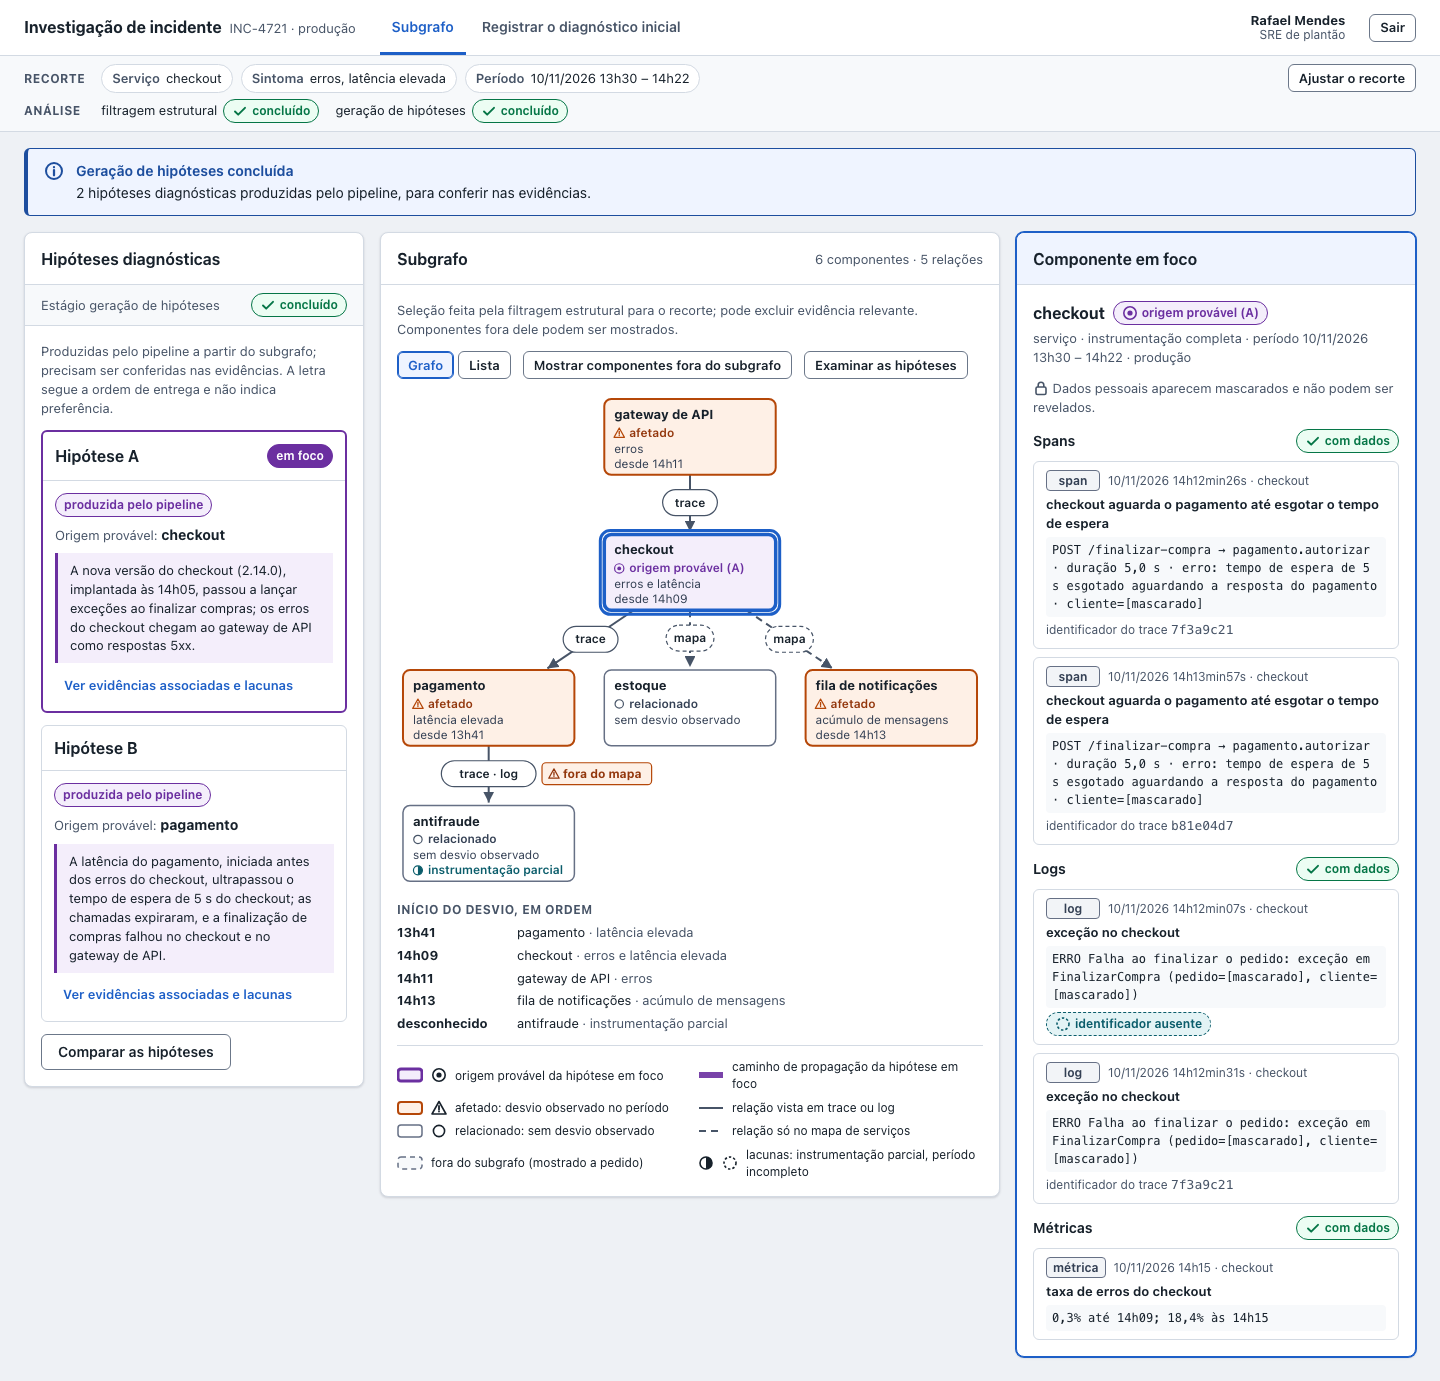 Investigação de incidente
INC-4721 · produção
Subgrafo
Registrar o diagnóstico inicial
Rafael Mendes
SRE de plantão
Sair
RECORTE
Serviço checkout
Sintoma erros, latência elevada
Período 10/11/2026 13h30 – 14h22
Ajustar o recorte
ANÁLISE
filtragem estrutural
concluído
geração de hipóteses
concluído
Geração de hipóteses concluída
2 hipóteses diagnósticas produzidas pelo pipeline, para conferir nas evidências.
Hipóteses diagnósticas
Estágio geração de hipóteses
concluído
Produzidas pelo pipeline a partir do subgrafo;
precisam ser conferidas nas evidências. A letra
segue a ordem de entrega e não indica
preferência.
Hipótese A
em foco
produzida pelo pipeline
Origem provável: checkout
A nova versão do checkout (2.14.0),
implantada às 14h05, passou a lançar
exceções ao finalizar compras; os erros
do checkout chegam ao gateway de API
como respostas 5xx.
Ver evidências associadas e lacunas
Hipótese B
produzida pelo pipeline
Origem provável: pagamento
A latência do pagamento, iniciada antes
dos erros do checkout, ultrapassou o
tempo de espera de 5 s do checkout; as
chamadas expiraram, e a finalização de
compras falhou no checkout e no
gateway de API.
Ver evidências associadas e lacunas
Comparar as hipóteses
Subgrafo
6 componentes · 5 relações
Seleção feita pela filtragem estrutural para o recorte; pode excluir evidência relevante.
Componentes fora dele podem ser mostrados.
Grafo
Lista
Mostrar componentes fora do subgrafo
Examinar as hipóteses
gateway de API
afetado
erros
desde 14h11
trace
checkout
origem provável (A)
erros e latência
desde 14h09
trace
mapa
mapa
pagamento
afetado
latência elevada
desde 13h41
estoque
relacionado
sem desvio observado
fila de notificações
afetado
acúmulo de mensagens
desde 14h13
trace · log
fora do mapa
antifraude
relacionado
sem desvio observado
instrumentação parcial
INÍCIO DO DESVIO, EM ORDEM
13h41 pagamento · latência elevada
14h09 checkout · erros e latência elevada
14h11 gateway de API · erros
14h13 fila de notificações · acúmulo de mensagens
desconhecido antifraude · instrumentação parcial
origem provável da hipótese em foco
caminho de propagação da hipótese em
foco
afetado: desvio observado no período
relação vista em trace ou log
relacionado: sem desvio observado
relação só no mapa de serviços
fora do subgrafo (mostrado a pedido)
lacunas: instrumentação parcial, período
incompleto
Componente em foco
checkout
origem provável (A)
serviço · instrumentação completa · período 10/11/2026
13h30 – 14h22 · produção
Dados pessoais aparecem mascarados e não podem ser
revelados.
Spans
com dados
span
10/11/2026 14h12min26s · checkout
checkout aguarda o pagamento até esgotar o tempo
de espera
POST /finalizar-compra → pagamento.autorizar
· duração 5,0 s · erro: tempo de espera de 5
s esgotado aguardando a resposta do pagamento
· cliente=[mascarado]
identificador do trace 7f3a9c21
span
10/11/2026 14h13min57s · checkout
checkout aguarda o pagamento até esgotar o tempo
de espera
POST /finalizar-compra → pagamento.autorizar
· duração 5,0 s · erro: tempo de espera de 5
s esgotado aguardando a resposta do pagamento
· cliente=[mascarado]
identificador do trace b81e04d7
Logs
com dados
log
10/11/2026 14h12min07s · checkout
exceção no checkout
ERRO Falha ao finalizar o pedido: exceção em
FinalizarCompra (pedido=[mascarado], cliente=
[mascarado])
identificador ausente
log
10/11/2026 14h12min31s · checkout
exceção no checkout
ERRO Falha ao finalizar o pedido: exceção em
FinalizarCompra (pedido=[mascarado], cliente=
[mascarado])
identificador do trace 7f3a9c21
Métricas
com dados
métrica
10/11/2026 14h15 · checkout
taxa de erros do checkout
0,3% até 14h09; 18,4% às 14h15